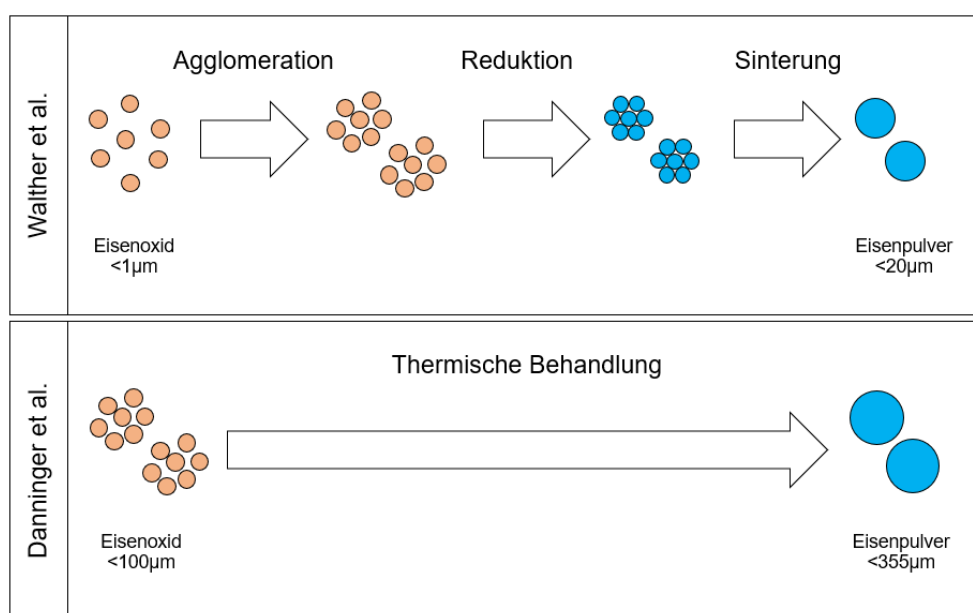 Walther et al.
Agglomeration
Reduktion
Sinterung
Eisenoxid
<1µm
Eisenpulver
<20µm
Danninger et al.
Thermische Behandlung
Eisenoxid
<100µm
Eisenpulver
<355µm